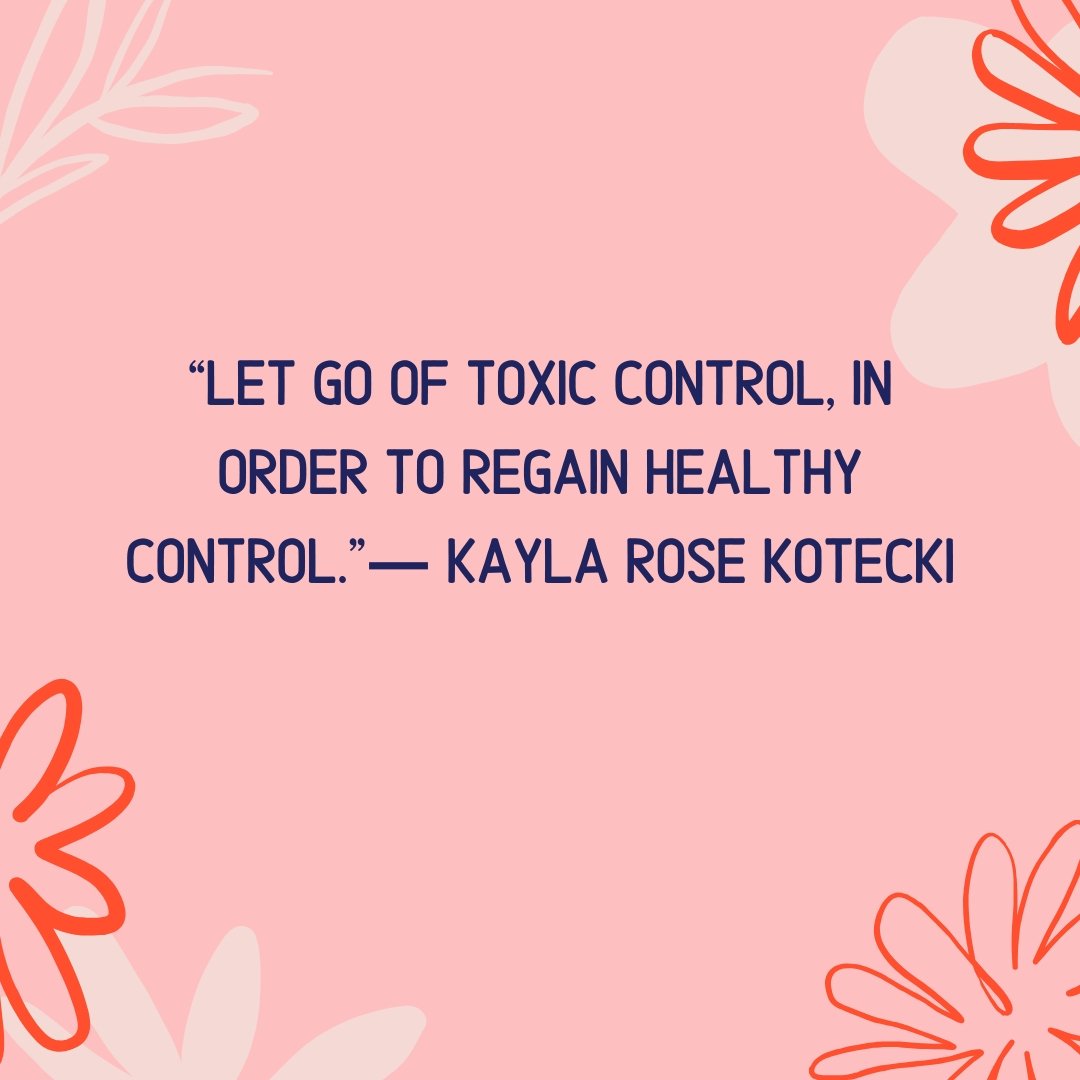 “LET GO OF TOXIC CONTROL, IN
ORDER TO REGAIN HEALTHY
CONTROL.”— KAYLA ROSE KOTECKI